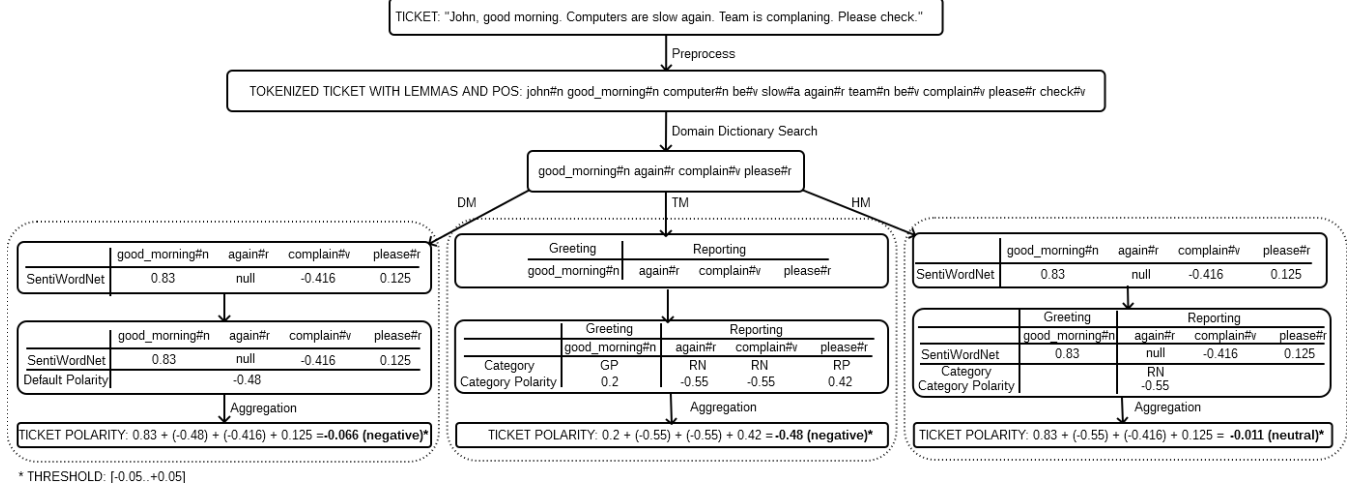 TICKET: "John, good morning. Computers are slow again. Team is complaning. Please check."
Preprocess
TOKENIZED TICKET WITH LEMMAS AND POS: john#n good_morning#n computer#n be#v slow#a again#r team#n be#v complain#v please#r check#v
Domain Dictionary Search
good_morning#n again#r complain#v please#r
DM
TM
HM
good_morning#n again#r complain#v please#r
SentiWordNet 0.83 null -0.416 0.125
good_morning#n again#r complain#v please#r
SentiWordNet 0.83 null -0.416 0.125
Default Polarity -0.48
Aggregation
TICKET POLARITY: 0.83 + (-0.48) + (-0.416) + 0.125 =-0.066 (negative)*
Greeting Reporting
good_morning#n again#r complain#v please#r
Greeting Reporting
good_morning#n again#r complain#v please#r
Category GP RN RN RP
Category Polarity 0.2 -0.55 -0.55 0.42
Aggregation
TICKET POLARITY: 0.2 + (-0.55) + (-0.55) + 0.42 =-0.48 (negative)*
good_morning#n again#r complain#v please#r
SentiWordNet 0.83 null -0.416 0.125
Greeting Reporting
good_morning#n again#r complain#v please#r
SentiWordNet 0.83 null -0.416 0.125
Category RN
Category Polarity -0.55
Aggregation
TICKET POLARITY: 0.83 + (-0.55) + (-0.416) + 0.125 = -0.011 (neutral)*
* THRESHOLD: [-0.05..+0.05]